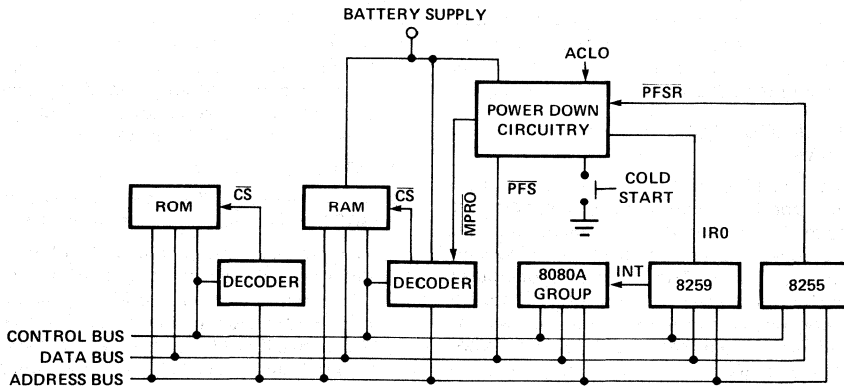 BATTERY SUPPLY
ACLO
PFSR
POWER DOWN
CIRCUITRY
CS
CS
MPRO
PFS
COLD
START
ROM
RAM
IR0
DECODER
DECODER
8080A
GROUP
INT
8259
8255
CONTROL BUS
DATA BUS
ADDRESS BUS